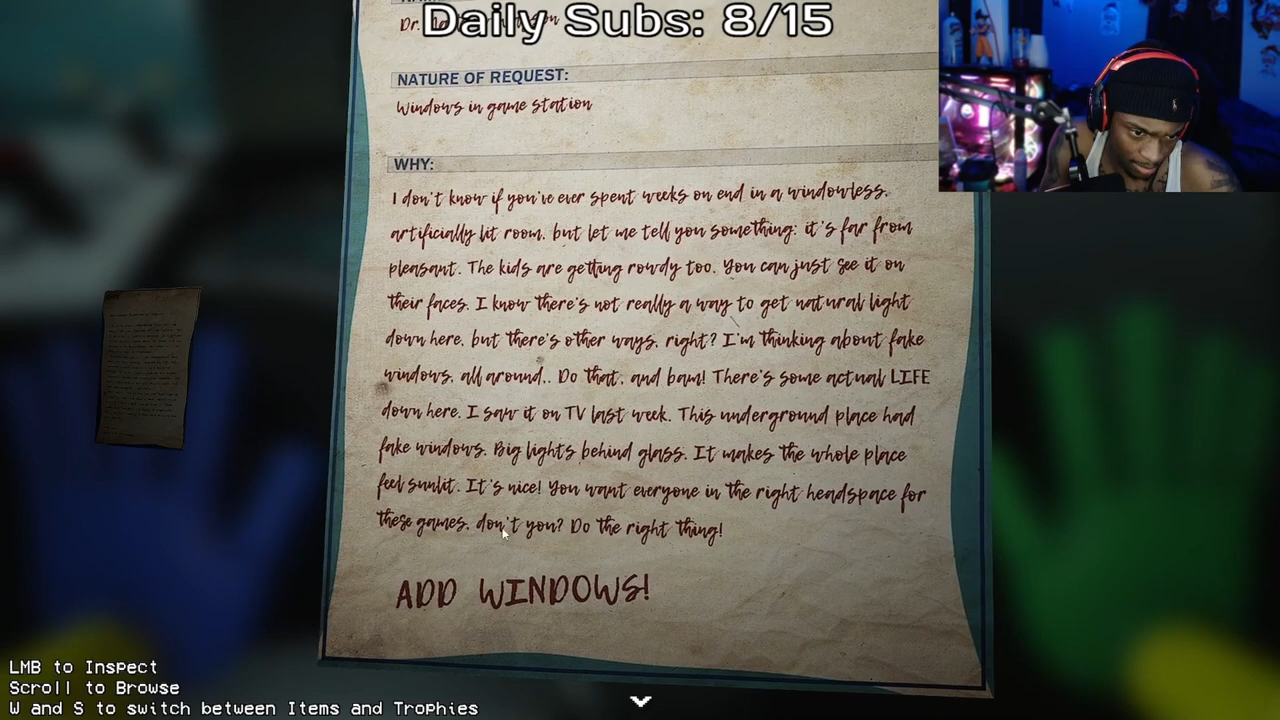 Daily Subs: 8/15
Dr.
NATURE OF REQUEST:
Windows in game station
WHY:
I don't know if you've ever spent weeks on end in a windowless,
artificially lit room, but let me tell you something: it's far from
pleasant. The kids are getting rowdy too. You can just see it on
their faces. I know there's not really a way to get natural light
down here, but there's other ways, right? I'm thinking about fake
windows, all around.. Do that, and bam! There's some actual LIFE
down here. I saw it on TV last week. This underground place had
fake windows. Big lights behind glass. It makes the whole place
feel sunlit. It's nice! You want everyone in the right headspace for
these games, don't you? Do the right thing!
ADD WINDOWS!
LMB to Inspect
Scroll to Browse
W and S to switch between Items and Trophies